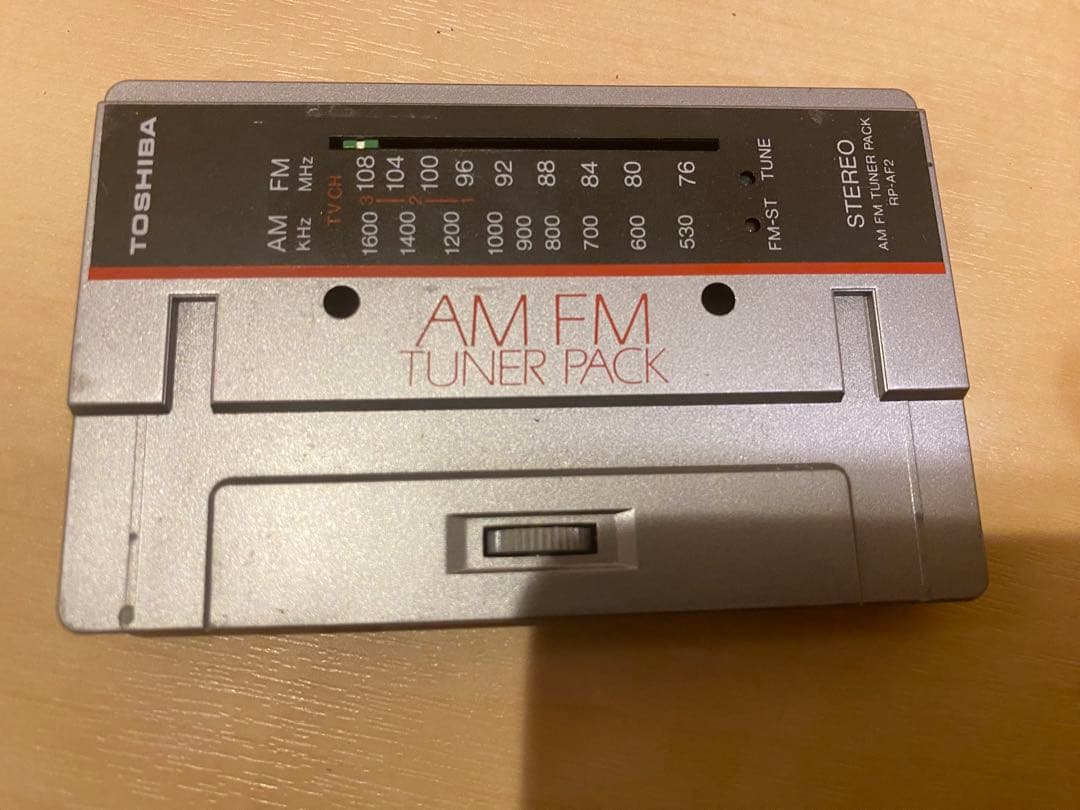 TOSHIBA
AM FM
KHz MHz
TV CH
1600 3 108
1400 104
2
1200 100
1 96
1000 92
900
800 88
700 84
600 80
530 76
FM-ST TUNE
STEREO
AM FM TUNER PACK
RP-AF2
AM FM
TUNER PACK